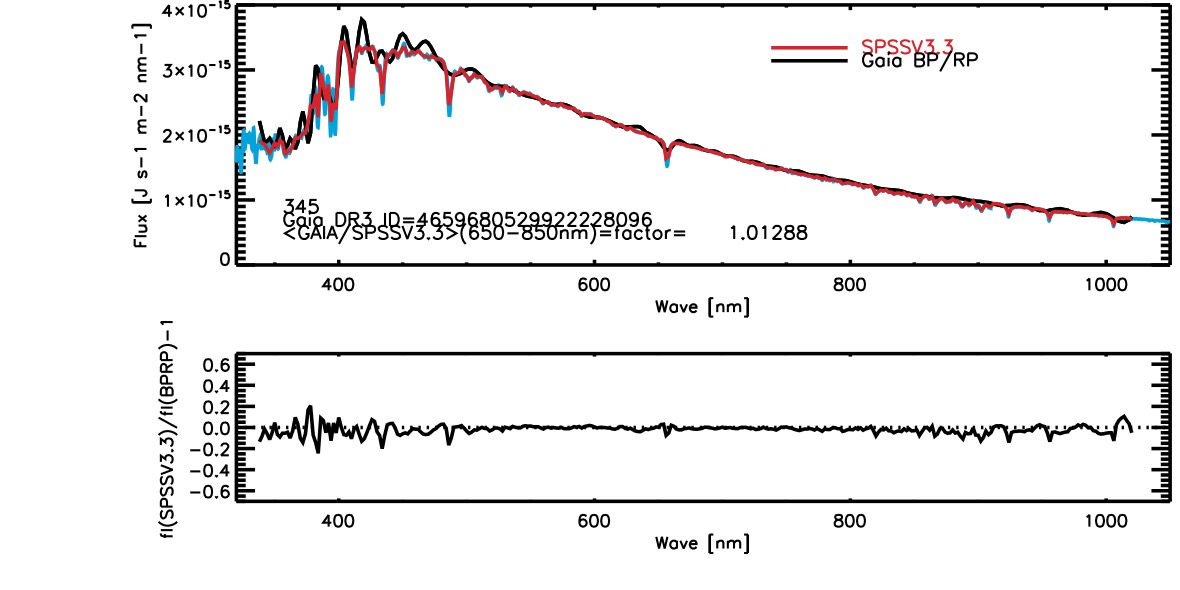 4×10−15
3×10−15
2×10−15
1×10−15
0
Flux [J s−1 m−2 nm−1]
SPSSV3.3
Gaia BP/RP
345
Gaia DR3 ID=4659680529922228096
<GAIA/SPSSV3.3>(650−850nm)=factor= 1.01288
400 600 800 1000
Wave [nm]
0.6
0.4
0.2
0.0
−0.2
−0.4
−0.6
fl(SPSSV3.3)/fl(BPRP)−1
400 600 800 1000
Wave [nm]